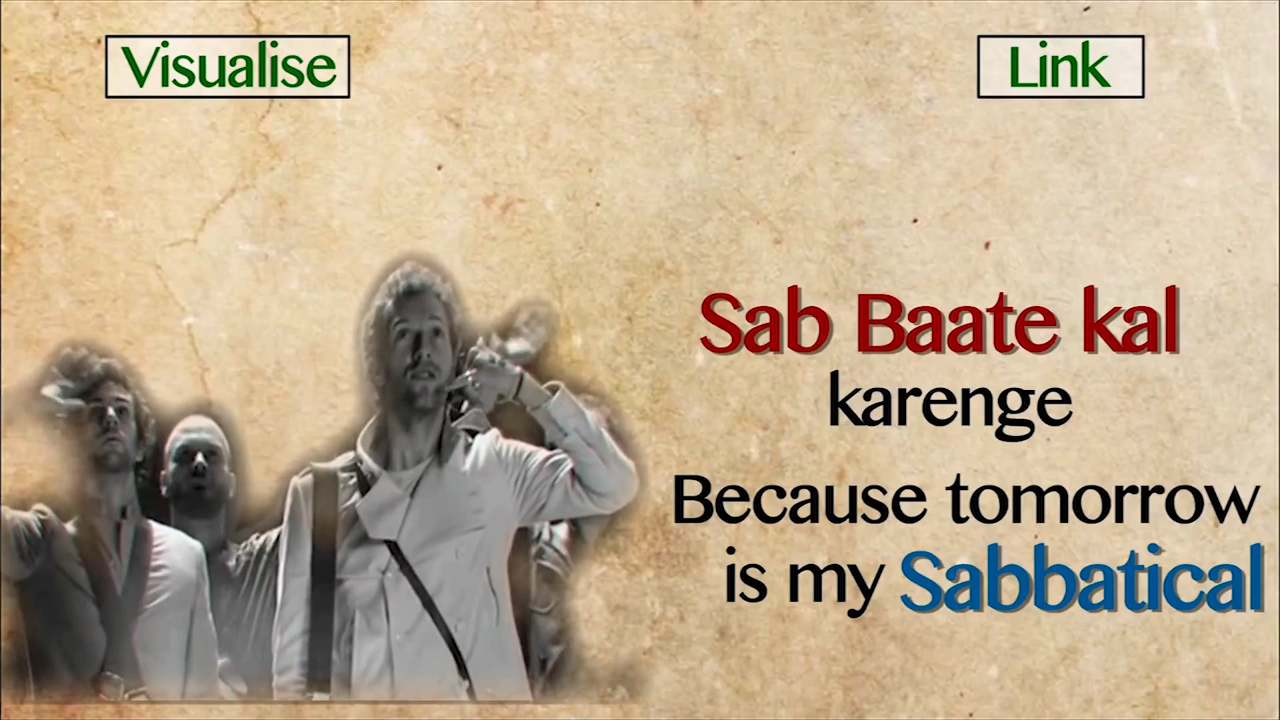 Visualise
Link
Sab Baate kal
karenge
Because tomorrow
is my Sabbatical